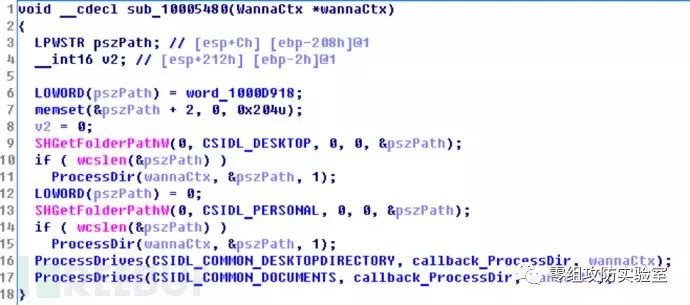 1 void __cdecl sub_10005480(WannaCtx *wannaCtx)
2 {
3 LPWSTR pszPath; // [esp+Ch] [ebp-208h]@1
4 __int16 v2; // [esp+212h] [ebp-2h]@1
5
6 LOWORD(pszPath) = word_1000D918;
7 memset(&pszPath + 2, 0, 0x204u);
8 v2 = 0;
9 SHGetFolderPathW(0, CSIDL_DESKTOP, 0, 0, &pszPath);
10 if ( wcslen(&pszPath) )
11 ProcessDir(wannaCtx, &pszPath, 1);
12 LOWORD(pszPath) = 0;
13 SHGetFolderPathW(0, CSIDL_PERSONAL, 0, 0, &pszPath);
14 if ( wcslen(&pszPath) )
15 ProcessDir(wannaCtx, &pszPath, 1);
16 ProcessDrives(CSIDL_COMMON_DESKTOPDIRECTORY, callback_ProcessDir, wannaCtx);
17 ProcessDrives(CSIDL_COMMON_DOCUMENTS, callback_ProcessDir,
18 }
REEBUF
零组攻防实验室